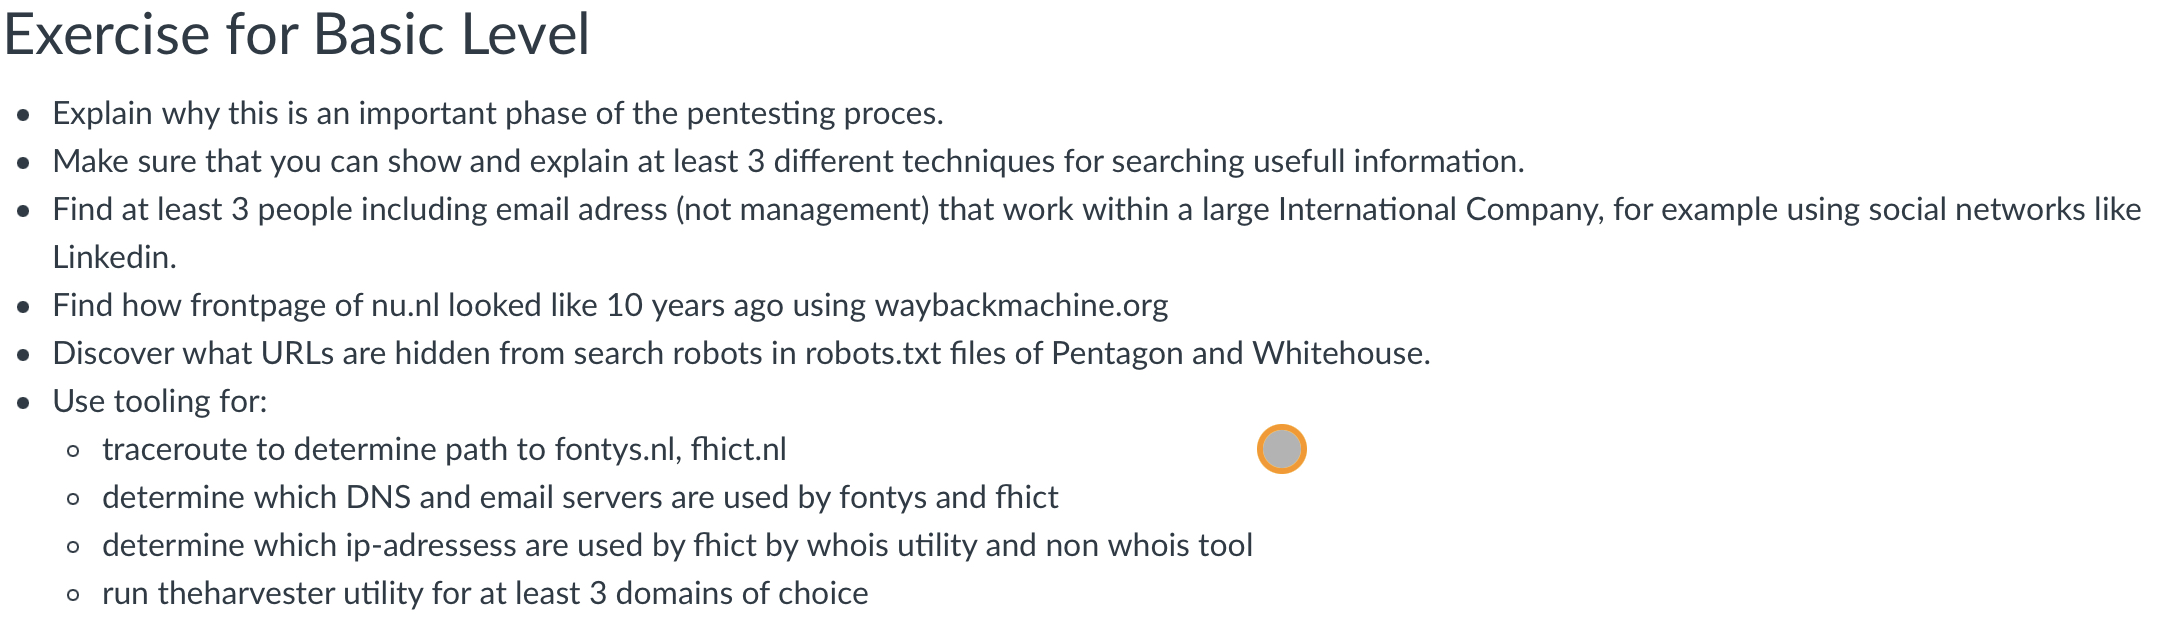 Exercise for Basic Level
Explain why this is an important phase of the pentesting proces.
Make sure that you can show and explain at least 3 different techniques for searching usefull information.
Find at least 3 people including email adress (not management) that work within a large International Company, for example using social networks like
Linkedin.
Find how frontpage of nu.nl looked like 10 years ago using waybackmachine.org
Discover what URLs are hidden from search robots in robots.txt files of Pentagon and Whitehouse.
Use tooling for:
traceroute to determine path to fontys.nl, fhict.nl
determine which DNS and email servers are used by fontys and fhict
determine which ip-adressess are used by fhict by whois utility and non whois tool
run theharvester utility for at least 3 domains of choice